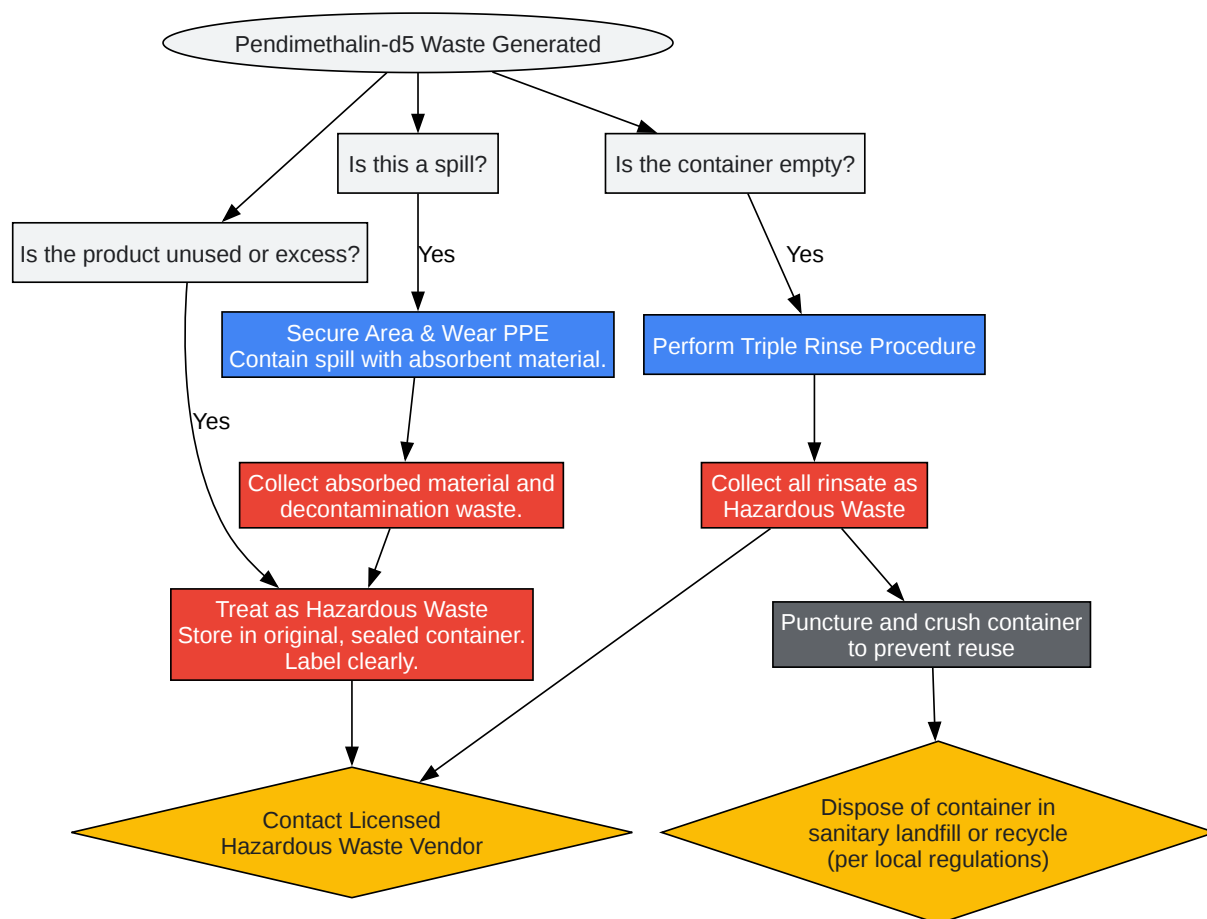 Pendimethalin-d5 Waste Generated
Is this a spill?
Is the container empty?
Is the product unused or excess?
Yes
Yes
Secure Area & Wear PPE
Contain spill with absorbent material.
Perform Triple Rinse Procedure
Yes
Collect absorbed material and
decontamination waste.
Collect all rinsate as
Hazardous Waste
Treat as Hazardous Waste
Store in original, sealed container.
Label clearly.
Puncture and crush container
to prevent reuse
Contact Licensed
Hazardous Waste Vendor
Dispose of container in
sanitary landfill or recycle
(per local regulations)